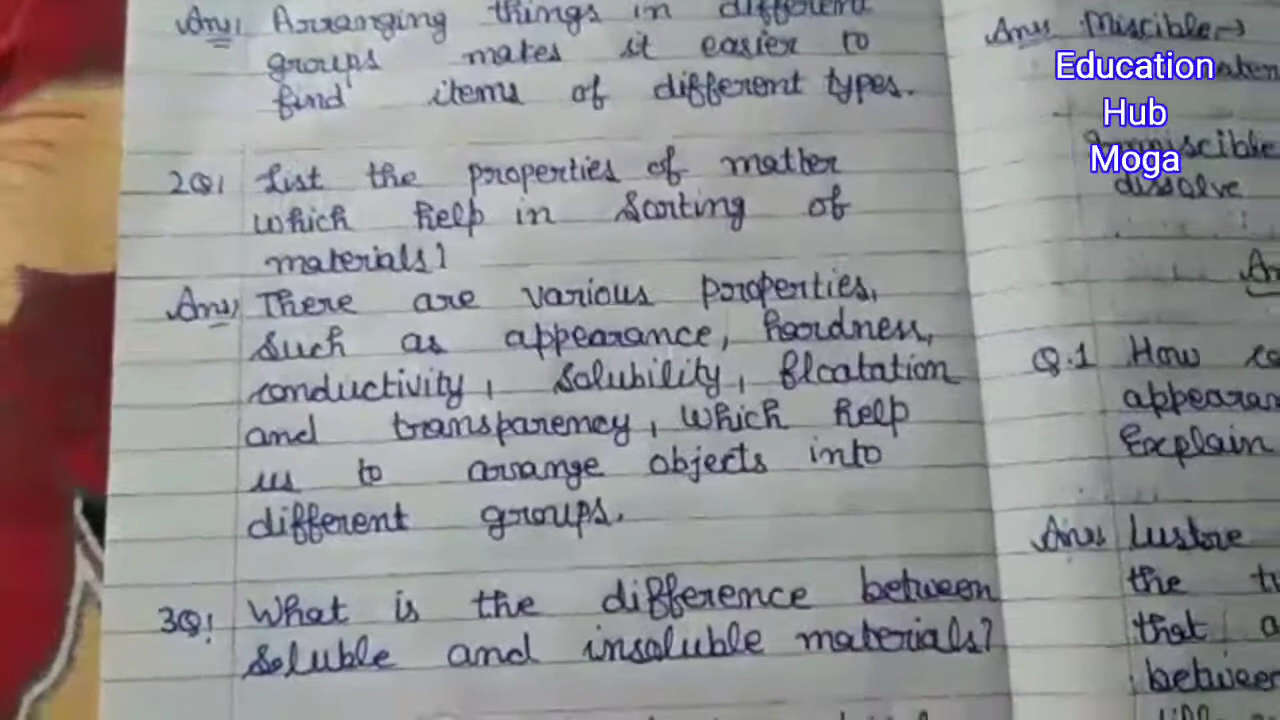 Ans: Arranging things in different
groups makes it easier to
find items of different types.
2Q! List the properties of matter
which help in Sorting of
materials?
Ans: There are various properties,
such as appearance, hardness,
conductivity, solubility, floatation
and transparency, which help
us to arrange objects into
different groups.
3Q! What is the difference between
soluble and insoluble materials?
Ans: Miscible→
dissolve
Q.1 How
Explain
Ans: Lustre
the
that
between
Education
Hub
Moga